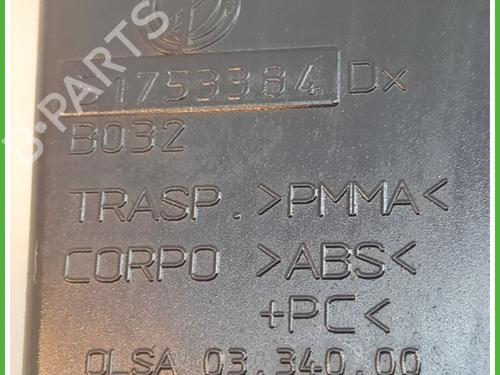 51753384 Dx
B032
TRASP. >PMMA<
CORPO >ABS<
+PC<
OLSA 03.340.00
B-PARTS